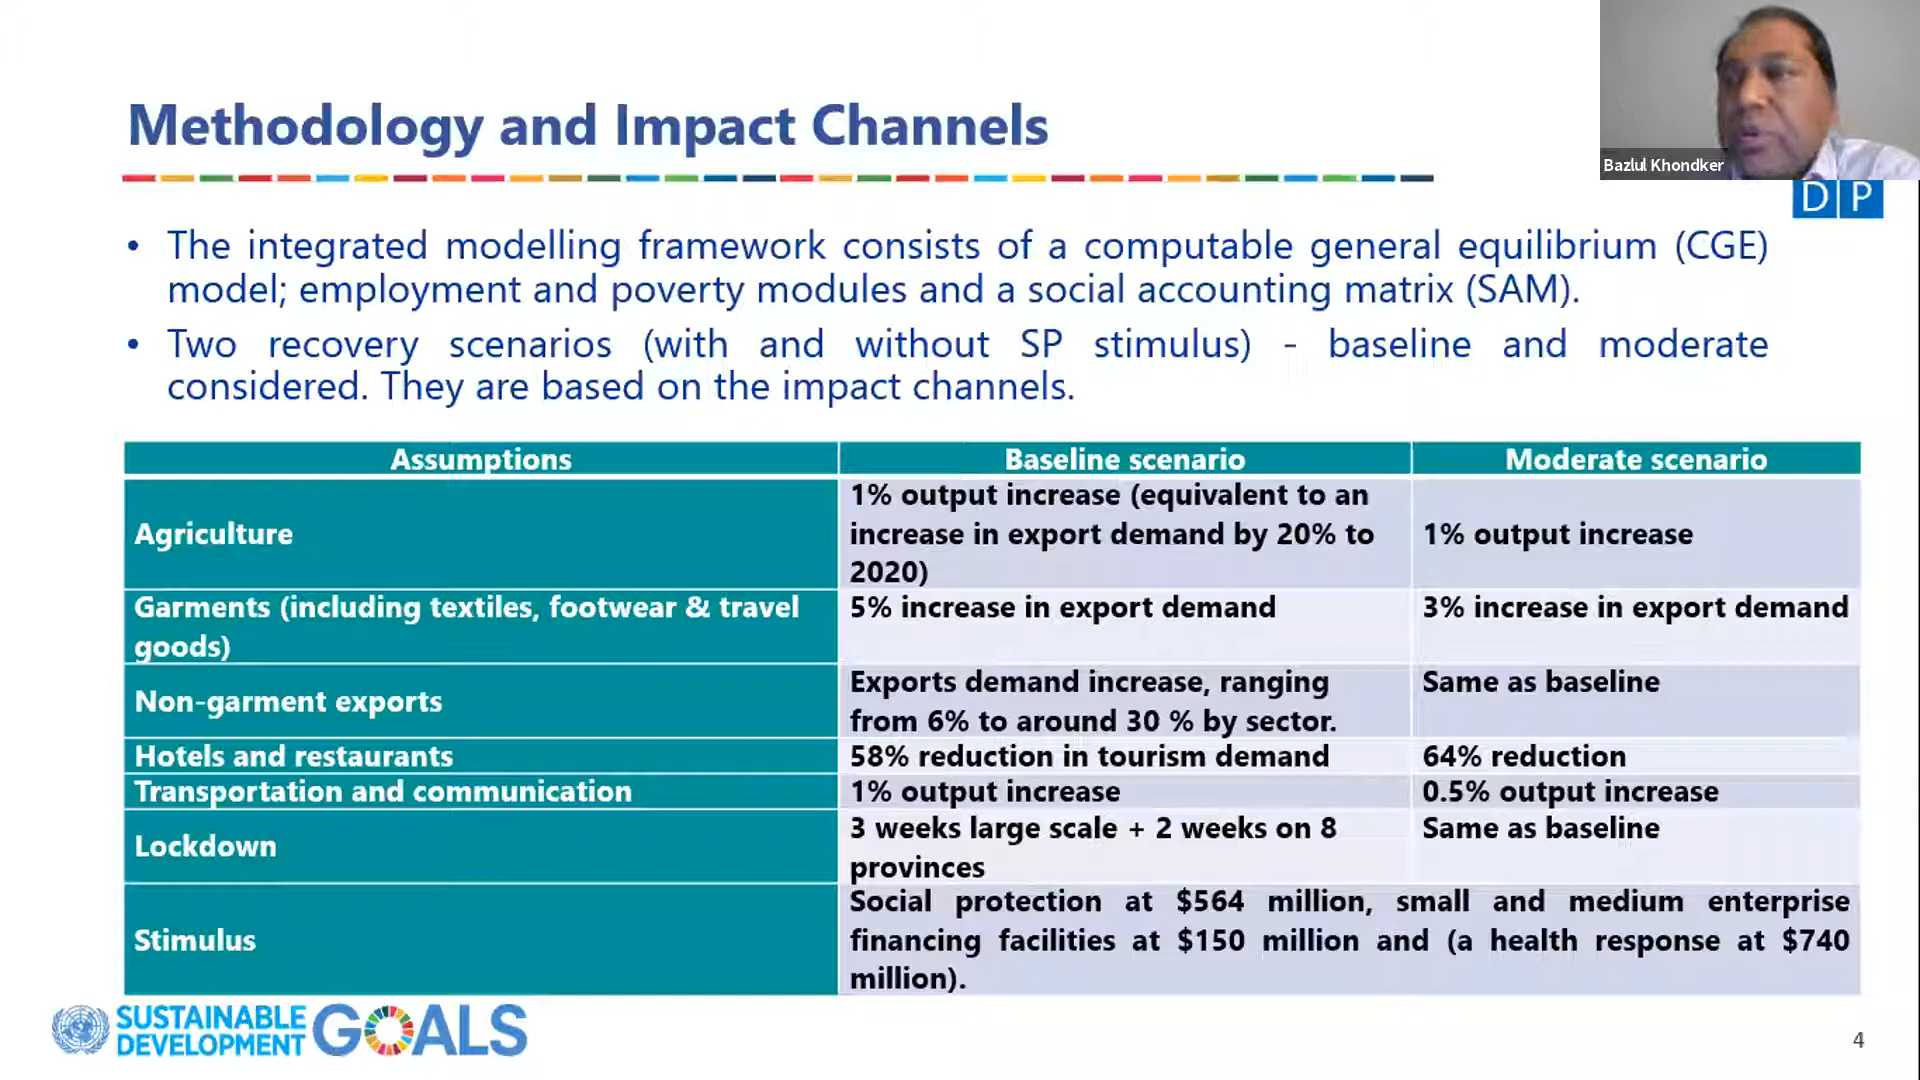 Methodology and Impact Channels
Bazlul Khondker
D P
• The integrated modelling framework consists of a computable general equilibrium (CGE)
model; employment and poverty modules and a social accounting matrix (SAM).
• Two recovery scenarios (with and without SP stimulus) - baseline and moderate
considered. They are based on the impact channels.
Assumptions
Baseline scenario
Moderate scenario
Agriculture
1% output increase (equivalent to an
increase in export demand by 20% to
2020)
1% output increase
Garments (including textiles, footwear & travel
goods)
5% increase in export demand
3% increase in export demand
Non-garment exports
Exports demand increase, ranging
from 6% to around 30 % by sector.
Same as baseline
Hotels and restaurants
58% reduction in tourism demand
64% reduction
Transportation and communication
1% output increase
0.5% output increase
Lockdown
3 weeks large scale + 2 weeks on 8
provinces
Same as baseline
Stimulus
Social protection at $564 million, small and medium enterprise
financing facilities at $150 million and (a health response at $740
million).
SUSTAINABLE
DEVELOPMENT
GOALS
4